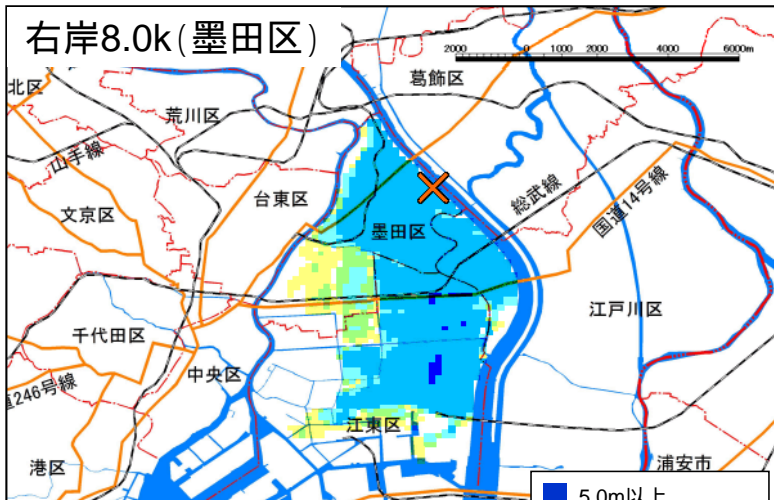 右岸8.0k(墨田区)
2000 0 1000 2000 4000 6000m
葛飾区
北区
荒川区
山手線
台東区
総武線
文京区
国道14号線
墨田区
江戸川区
千代田区
中央区
道246号線
江東区
港区
浦安市
5.0m以上